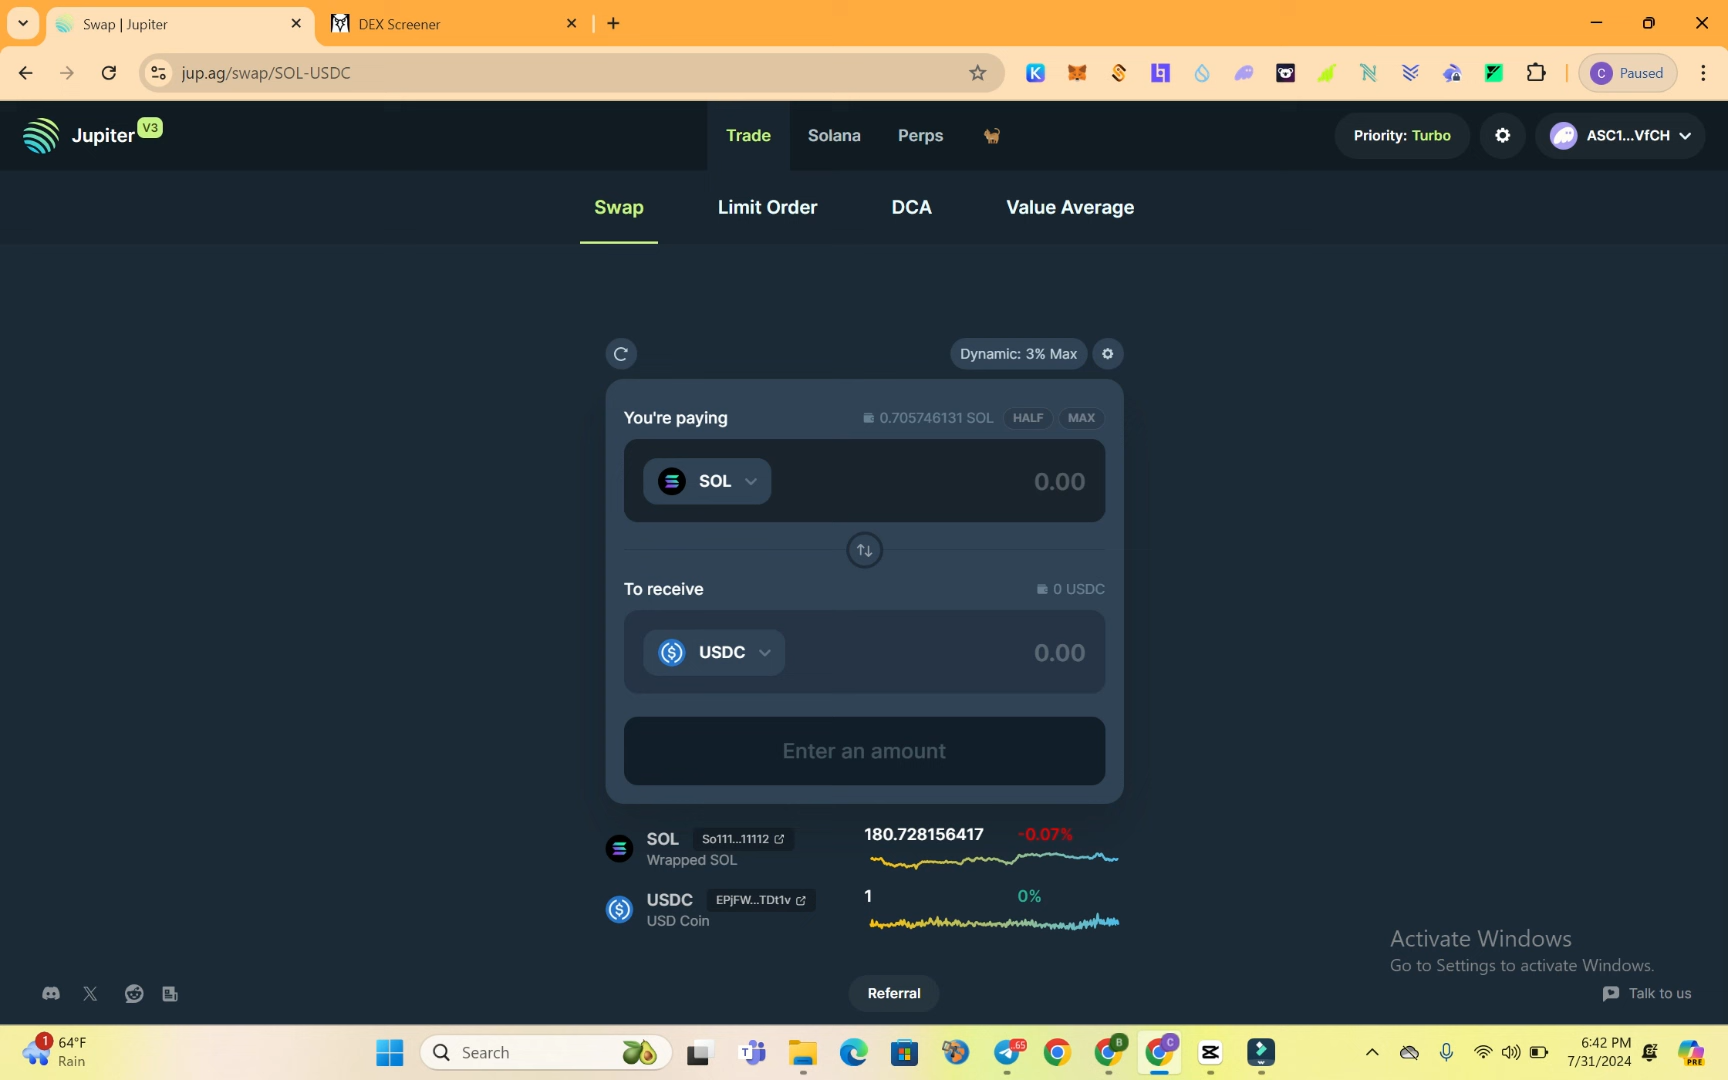 Swap | Jupiter
DEX Screener
jup.ag/swap/SOL-USDC
C Paused
Jupiter V3
Trade
Solana
Perps
Priority: Turbo
ASC1...VfCH
Swap
Limit Order
DCA
Value Average
Dynamic: 3% Max
You're paying
0.705746131 SOL
HALF
MAX
SOL
0.00
To receive
0 USDC
USDC
0.00
Enter an amount
SOL So111...11112 180.728156417 -0.07%
Wrapped SOL
USDC EPjFW...TDt1v 1 0%
USD Coin
Activate Windows
Go to Settings to activate Windows.
Referral
Talk to us
1
64°F
Rain
Search
65
B
C
6:42 PM
7/31/2024
PRE